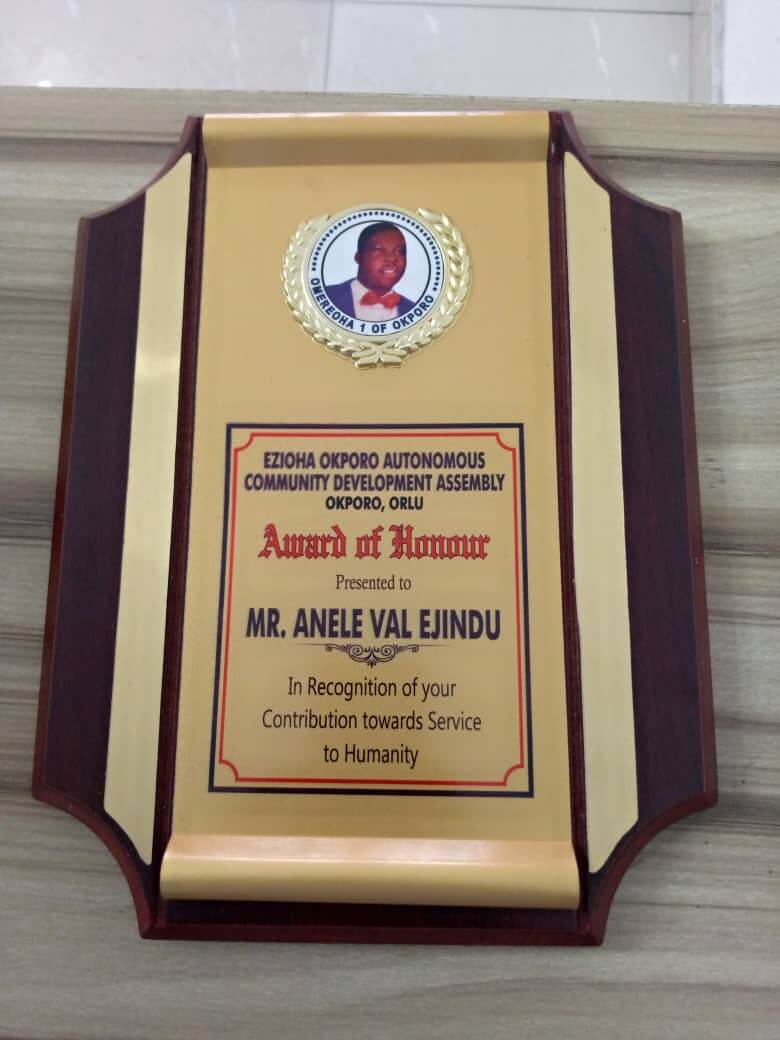 OMEREOHA 1 OF OKPORO
EZIOHA OKPORO AUTONOMOUS
COMMUNITY DEVELOPMENT ASSEMBLY
OKPORO, ORLU
Award of Honour
Presented to
MR. ANELE VAL EJINDU
In Recognition of your
Contribution towards Service
to Humanity